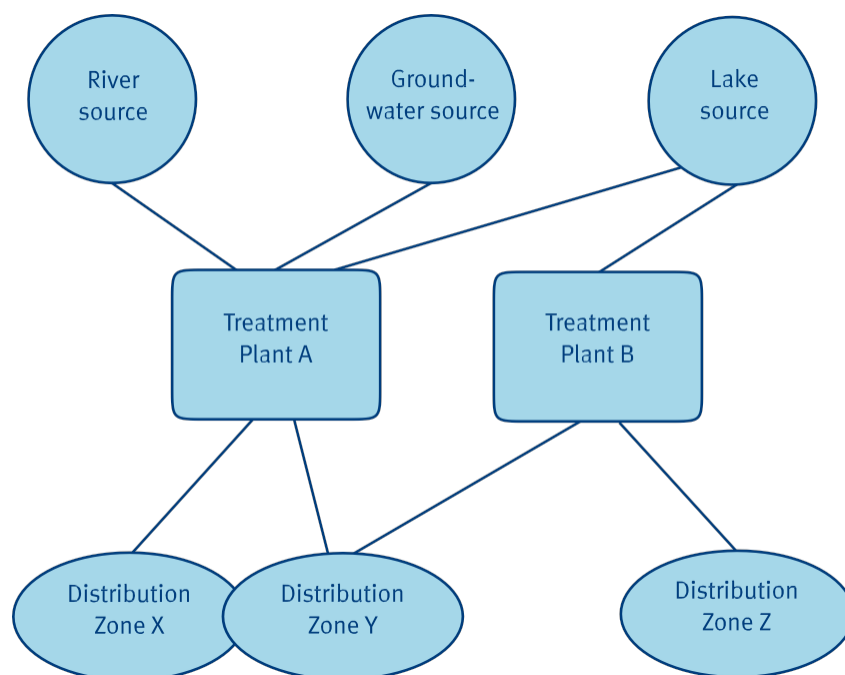 River
source
Ground-
water source
Lake
source
Treatment
Plant A
Treatment
Plant B
Distribution
Zone X
Distribution
Zone Y
Distribution
Zone Z